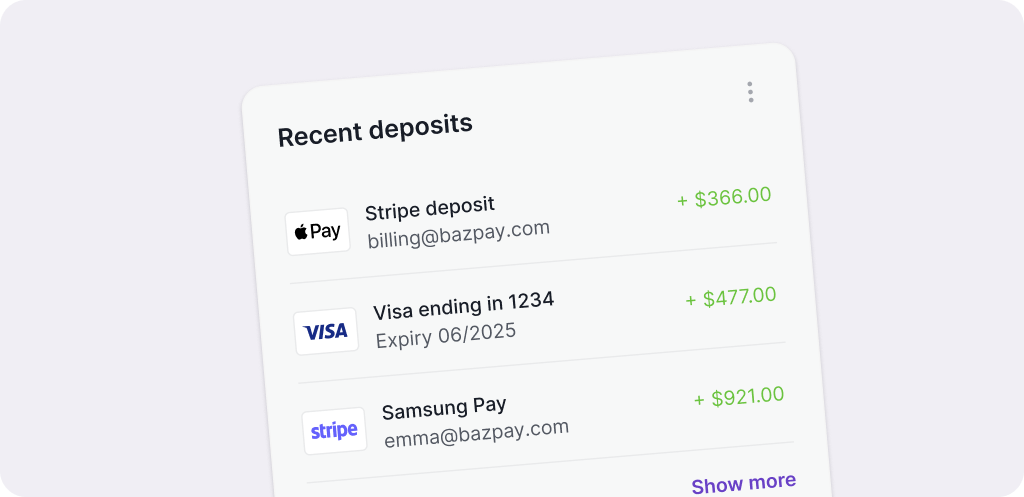 Recent deposits
Pay
Stripe deposit
+ $366.00
billing@bazpay.com
VISA
Visa ending in 1234
+ $477.00
Expiry 06/2025
stripe
Samsung Pay
+ $921.00
emma@bazpay.com
Show more